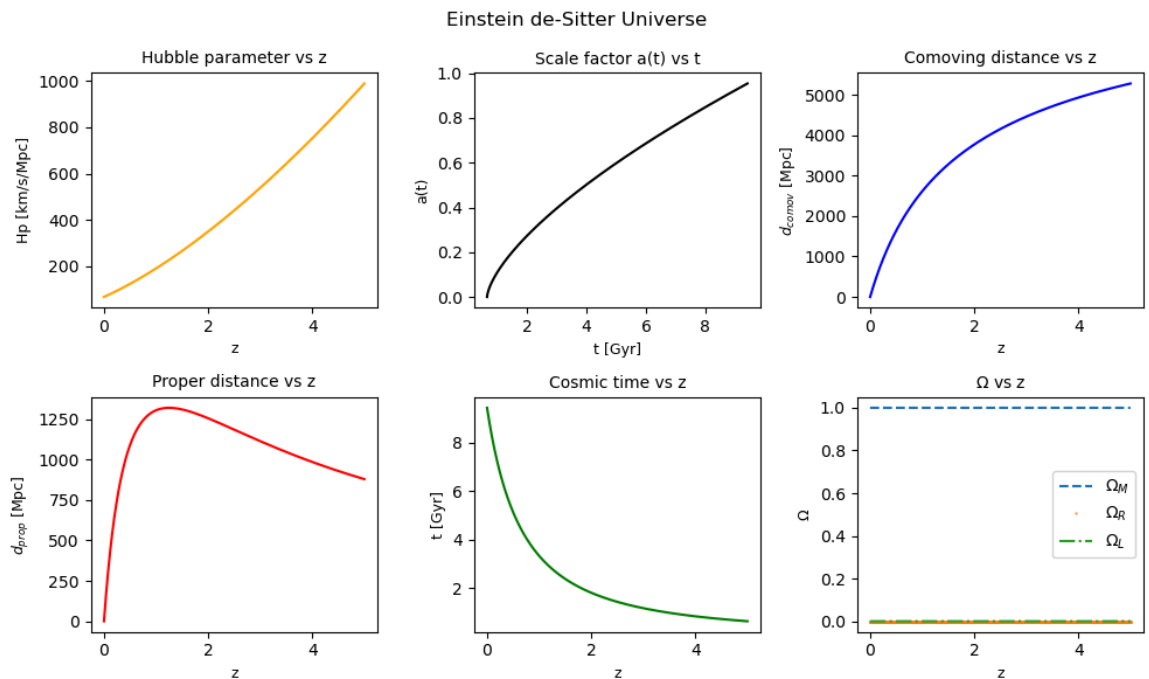 Einstein de-Sitter Universe
Hubble parameter vs z
Hp [km/s/Mpc]
1000
800
600
400
200
0
2
4
z
Scale factor a(t) vs t
a(t)
1.0
0.8
0.6
0.4
0.2
0.0
2
4
6
8
t [Gyr]
Comoving distance vs z
d_comov [Mpc]
5000
4000
3000
2000
1000
0
0
2
4
z
Proper distance vs z
d_prop [Mpc]
1250
1000
750
500
250
0
0
2
4
z
Cosmic time vs z
t [Gyr]
8
6
4
2
0
2
4
z
Ω vs z
Ω
1.0
0.8
0.6
0.4
0.2
0.0
Ω_M
Ω_R
Ω_L
0
2
4
z